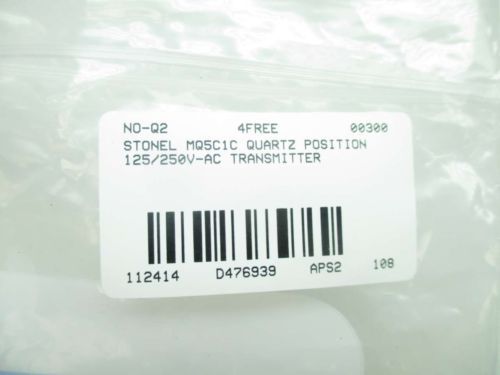 NO-Q2 4FREE 00300
STONEL MQ5C1C QUARTZ POSITION
125/250V-AC TRANSMITTER
112414 D476939 APS2 108